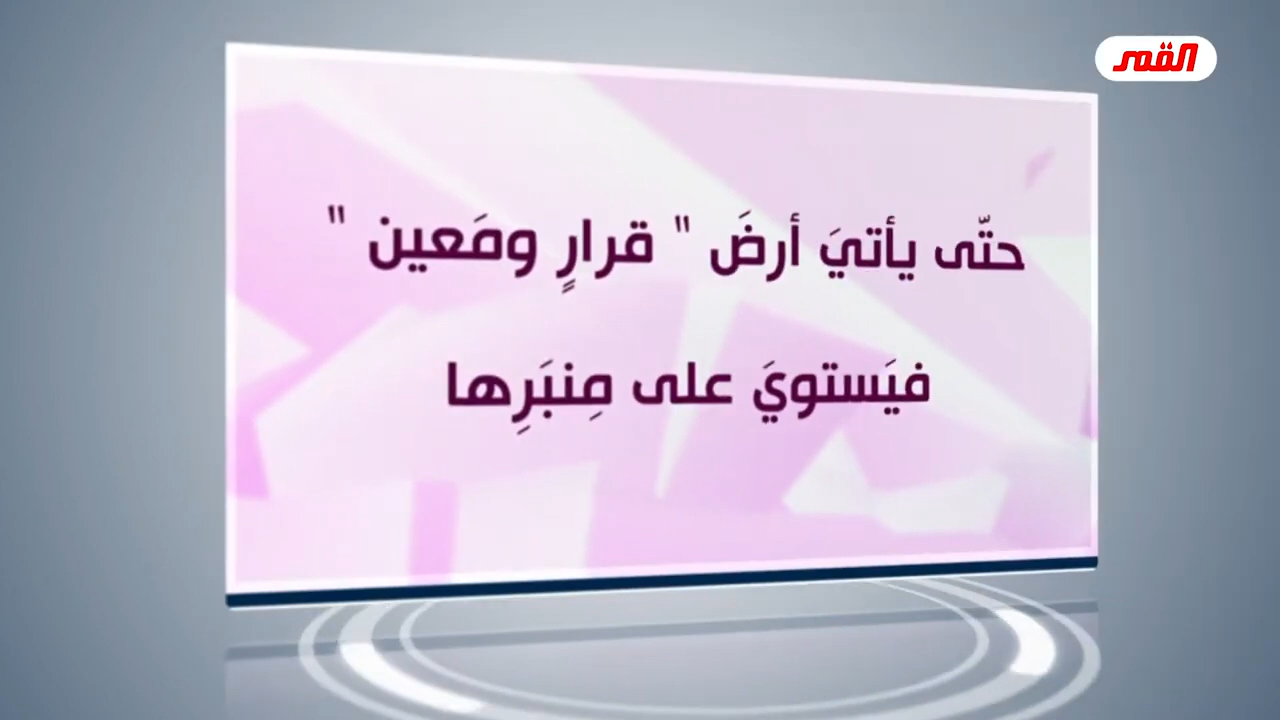 القمر
حتّى يأتيَ أرضَ " قرارٍ ومَعين "
فيَستويَ على مِنبَرِها